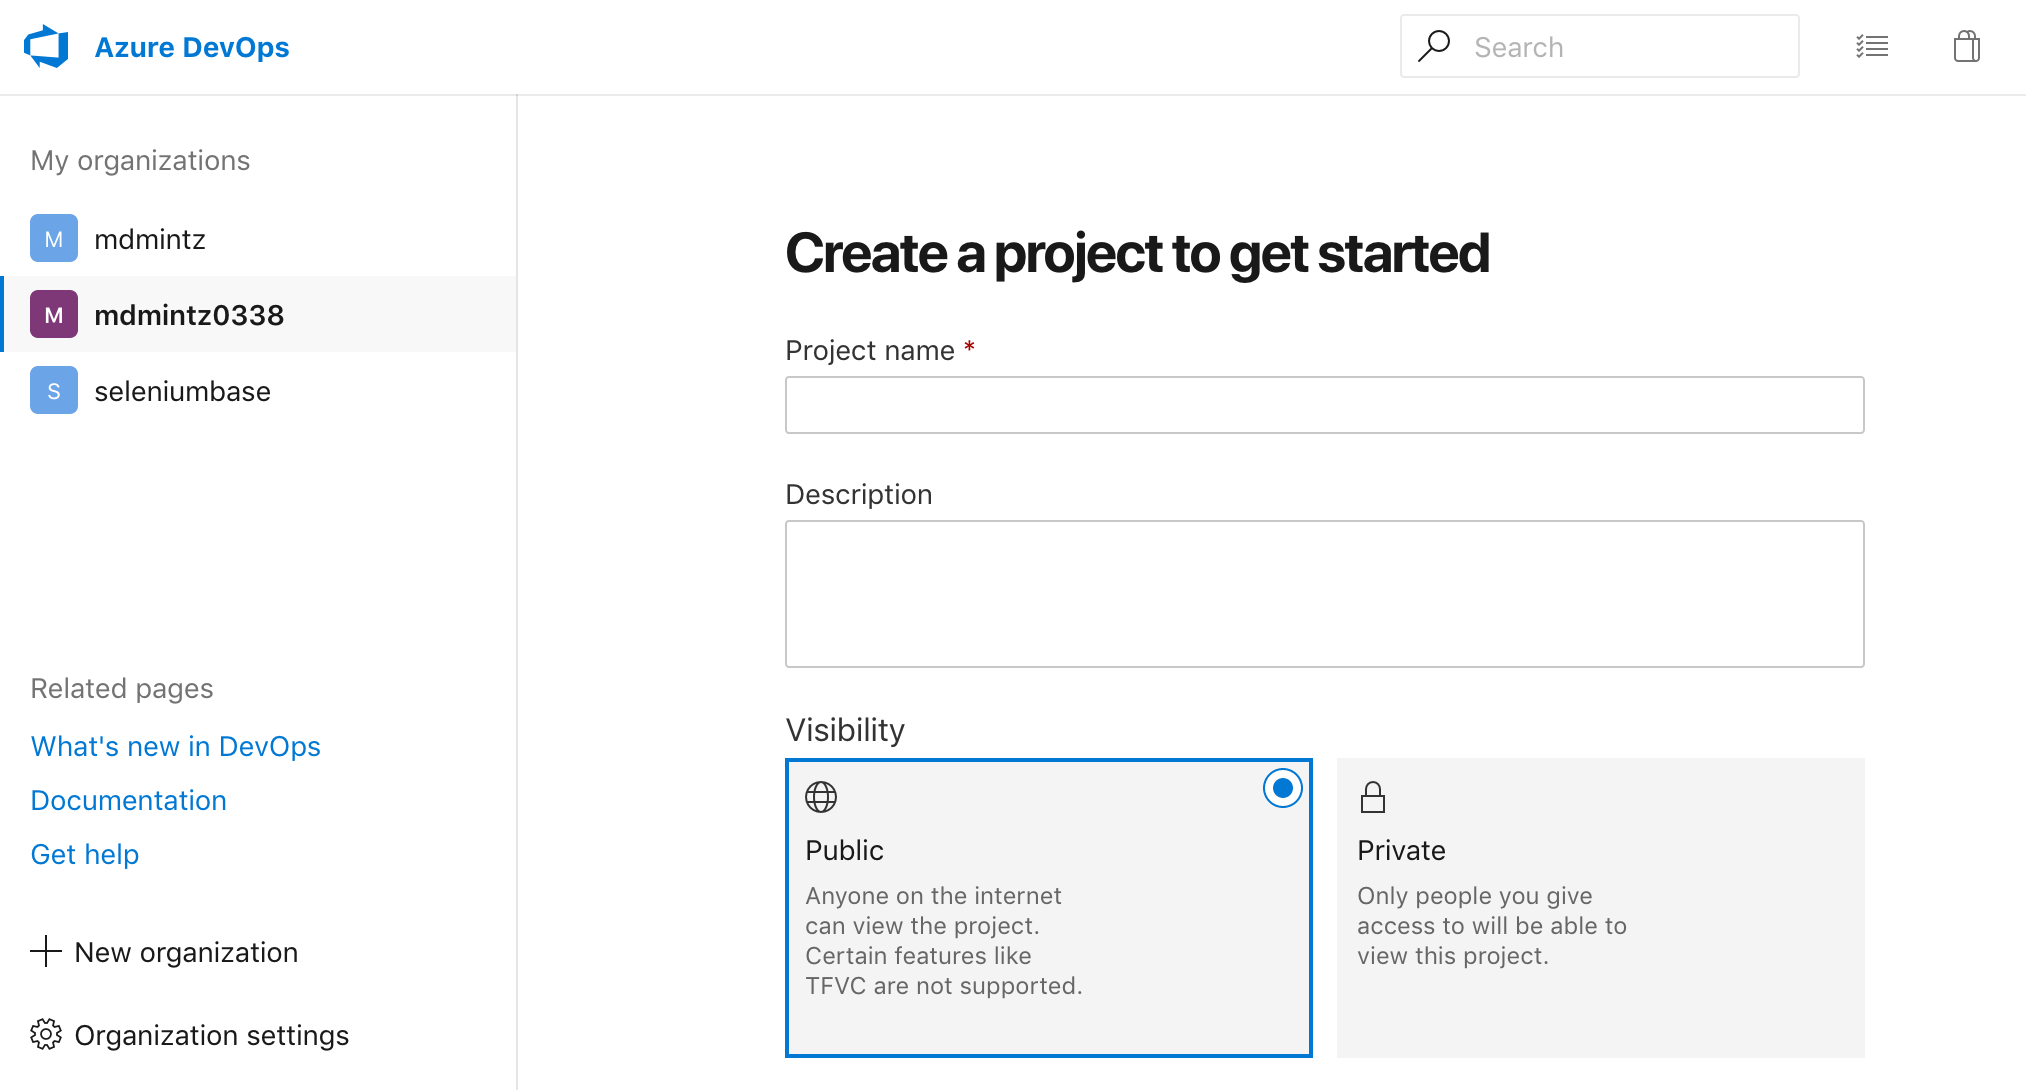 Azure DevOps
Search
My organizations
M mdmintz
M mdmintz0338
S seleniumbase
Related pages
What's new in DevOps
Documentation
Get help
New organization
Organization settings
Create a project to get started
Project name *
Description
Visibility
Public
Anyone on the internet
can view the project.
Certain features like
TFVC are not supported.
Private
Only people you give
access to will be able to
view this project.